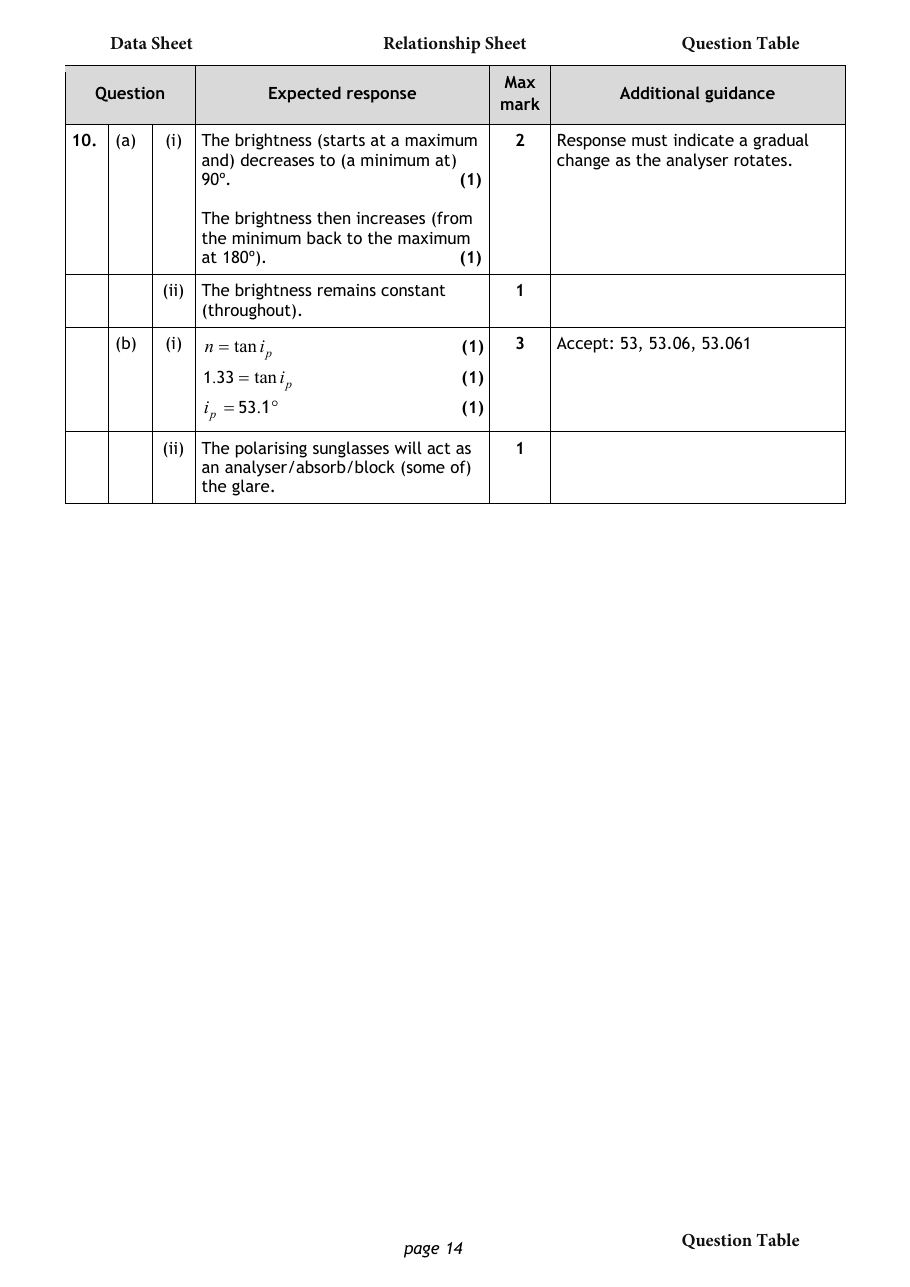 Data Sheet Relationship Sheet Question Table
Question Expected response Max mark Additional guidance
10. (a) (i) The brightness (starts at a maximum
and) decreases to (a minimum at)
90º. (1)
The brightness then increases (from
the minimum back to the maximum
at 180º). (1)
2
Response must indicate a gradual
change as the analyser rotates.
(ii) The brightness remains constant
(throughout).
1
(b) (i) n = tan i_p (1)
1.33 = tan i_p (1)
i_p = 53.1° (1)
3
Accept: 53, 53.06, 53.061
(ii) The polarising sunglasses will act as
an analyser/absorb/block (some of)
the glare.
1
page 14
Question Table